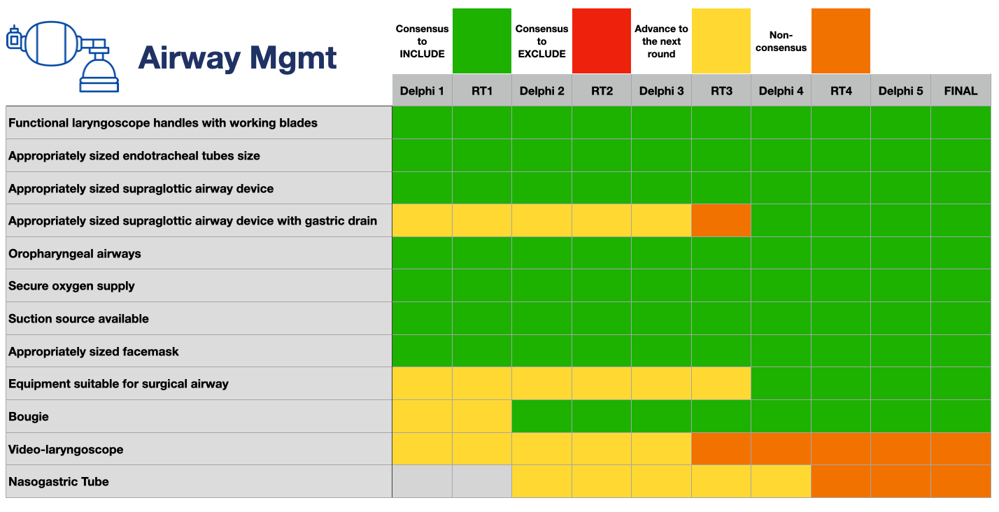 Airway Mgmt
Consensus
to
INCLUDE
Consensus
to
EXCLUDE
Advance to
the next
round
Non-
consensus
Delphi 1 RT1 Delphi 2 RT2 Delphi 3 RT3 Delphi 4 RT4 Delphi 5 FINAL
Functional laryngoscope handles with working blades
Appropriately sized endotracheal tubes size
Appropriately sized supraglottic airway device
Appropriately sized supraglottic airway device with gastric drain
Oropharyngeal airways
Secure oxygen supply
Suction source available
Appropriately sized facemask
Equipment suitable for surgical airway
Bougie
Video-laryngoscope
Nasogastric Tube